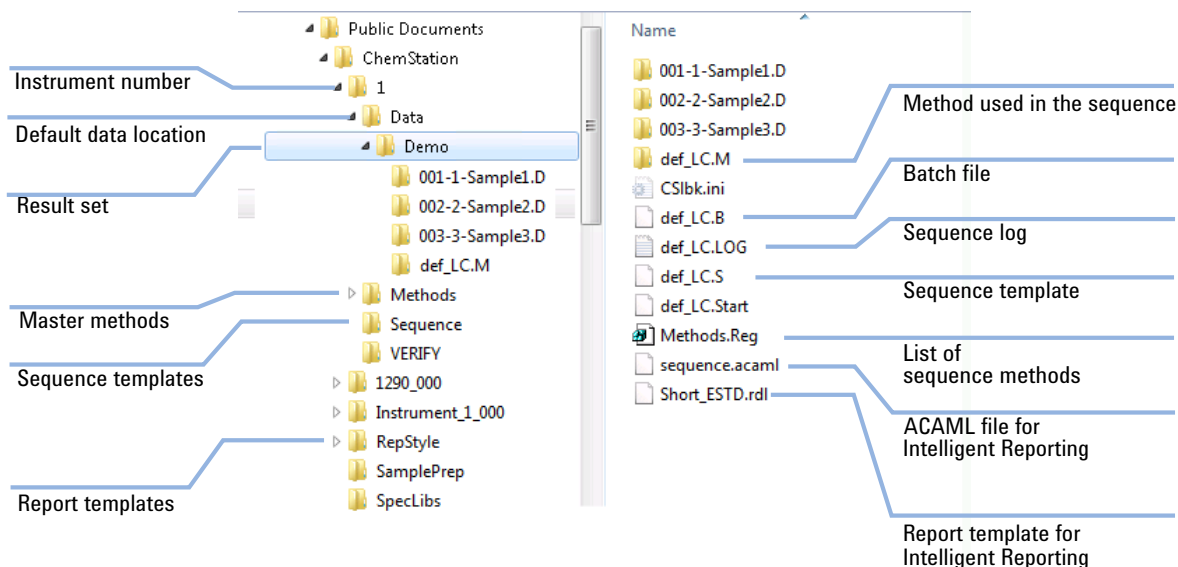 Instrument number
Default data location
Result set
Master methods
Sequence templates
Report templates
Public Documents
ChemStation
1
Data
Demo
001-1-Sample1.D
002-2-Sample2.D
003-3-Sample3.D
def_LC.M
Methods
Sequence
VERIFY
1290_000
Instrument_1_000
RepStyle
SamplePrep
SpecLibs
Name
001-1-Sample1.D
002-2-Sample2.D
003-3-Sample3.D
def_LC.M
CSlbk.ini
def_LC.B
def_LC.LOG
def_LC.S
def_LC.Start
Methods.Reg
sequence.acaml
Short_ESTD.rdl
Method used in the sequence
Batch file
Sequence log
Sequence template
List of
sequence methods
ACAML file for
Intelligent Reporting
Report template for
Intelligent Reporting